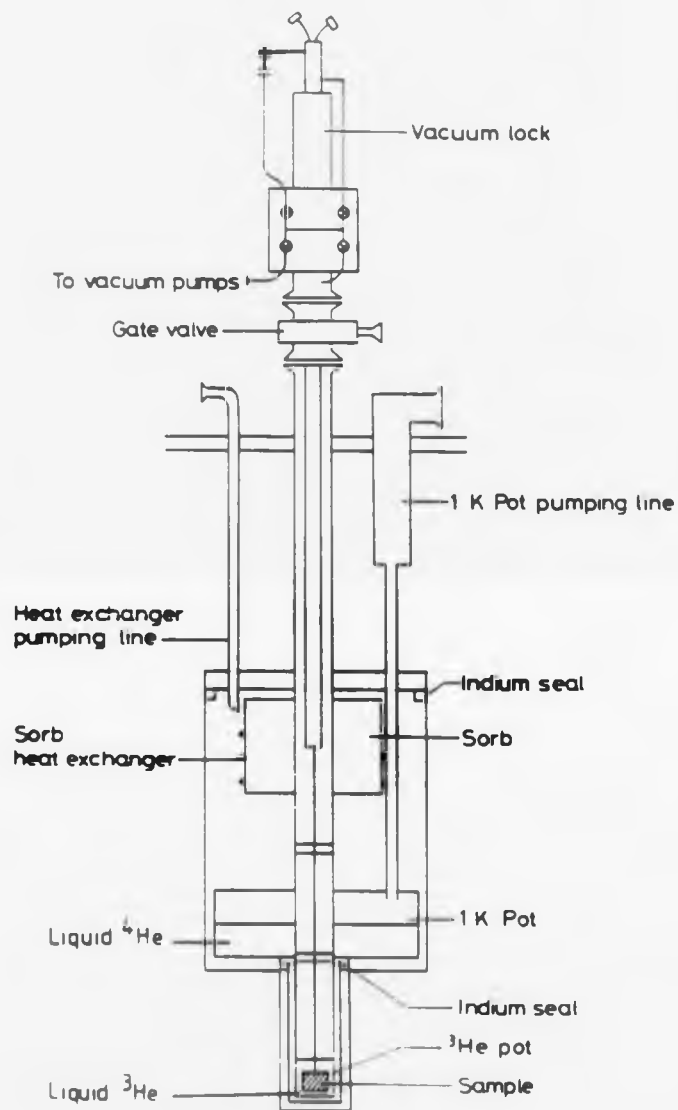 Vacuum lock
To vacuum pumps
Gate valve
1 K Pot pumping line
Heat exchanger
pumping line
Indium seal
Sorb
heat exchanger
Sorb
1K Pot
Liquid ⁴He
Indium seal
³He pot
Sample
Liquid ³He